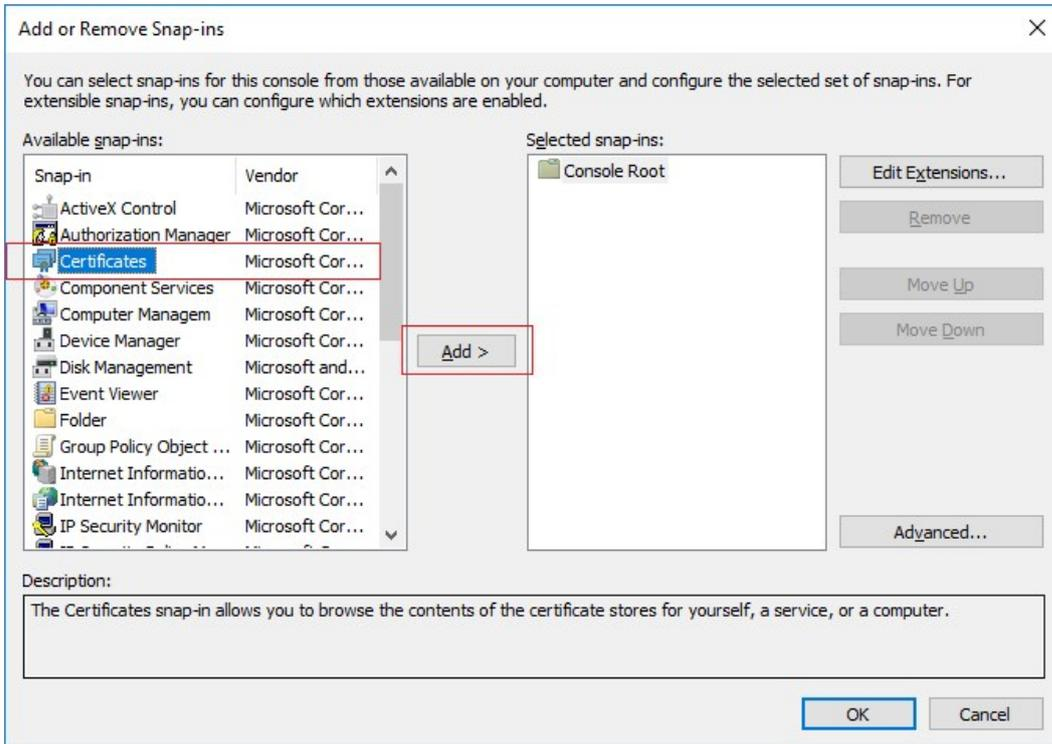 Add or Remove Snap-ins
You can select snap-ins for this console from those available on your computer and configure the selected set of snap-ins. For
extensible snap-ins, you can configure which extensions are enabled.
Available snap-ins:
Snap-in Vendor
ActiveX Control Microsoft Cor...
Authorization Manager Microsoft Cor...
Certificates Microsoft Cor...
Component Services Microsoft Cor...
Computer Managem Microsoft Cor...
Device Manager Microsoft Cor...
Disk Management Microsoft and...
Event Viewer Microsoft Cor...
Folder Microsoft Cor...
Group Policy Object ... Microsoft Cor...
Internet Informatio... Microsoft Cor...
Internet Informatio... Microsoft Cor...
IP Security Monitor Microsoft Cor...
Add >
Selected snap-ins:
Console Root
Edit Extensions...
Remove
Move Up
Move Down
Advanced...
Description:
The Certificates snap-in allows you to browse the contents of the certificate stores for yourself, a service, or a computer.
OK
Cancel